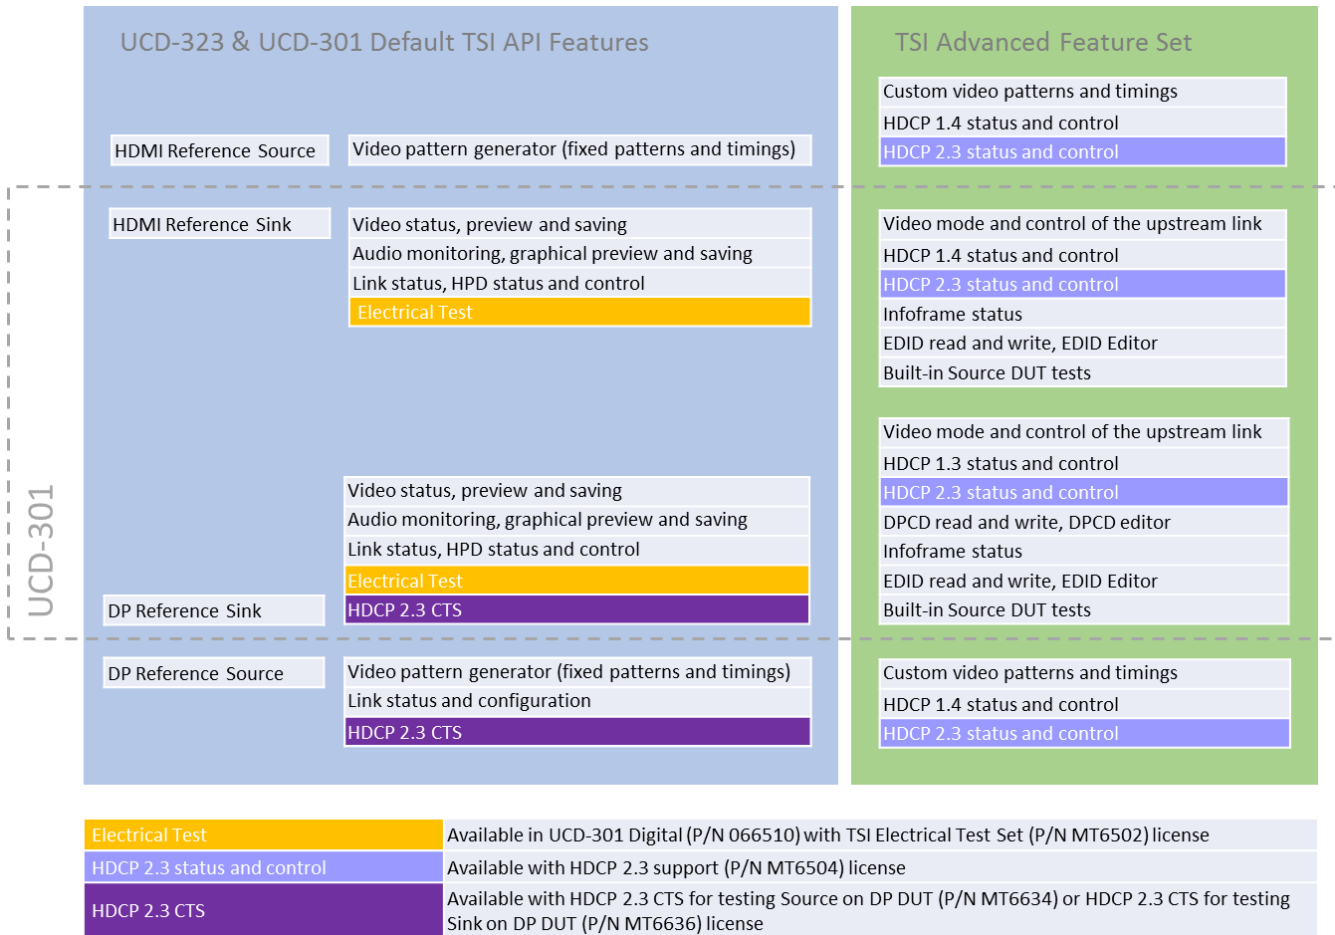 UCD-323 & UCD-301 Default TSI API Features
TSI Advanced Feature Set
HDMI Reference Source
Video pattern generator (fixed patterns and timings)
Custom video patterns and timings
HDCP 1.4 status and control
HDCP 2.3 status and control
UCD-301
HDMI Reference Sink
Video status, preview and saving
Audio monitoring, graphical preview and saving
Link status, HPD status and control
Electrical Test
Video mode and control of the upstream link
HDCP 1.4 status and control
HDCP 2.3 status and control
Infoframe status
EDID read and write, EDID Editor
Built-in Source DUT tests
DP Reference Sink
Video status, preview and saving
Audio monitoring, graphical preview and saving
Link status, HPD status and control
Electrical Test
HDCP 2.3 CTS
Video mode and control of the upstream link
HDCP 1.3 status and control
HDCP 2.3 status and control
DPCD read and write, DPCD editor
Infoframe status
EDID read and write, EDID Editor
Built-in Source DUT tests
DP Reference Source
Video pattern generator (fixed patterns and timings)
Link status and configuration
HDCP 2.3 CTS
Custom video patterns and timings
HDCP 1.4 status and control
HDCP 2.3 status and control
Electrical Test
Available in UCD-301 Digital (P/N 066510) with TSI Electrical Test Set (P/N MT6502) license
HDCP 2.3 status and control
Available with HDCP 2.3 support (P/N MT6504) license
HDCP 2.3 CTS
Available with HDCP 2.3 CTS for testing Source on DP DUT (P/N MT6634) or HDCP 2.3 CTS for testing
Sink on DP DUT (P/N MT6636) license